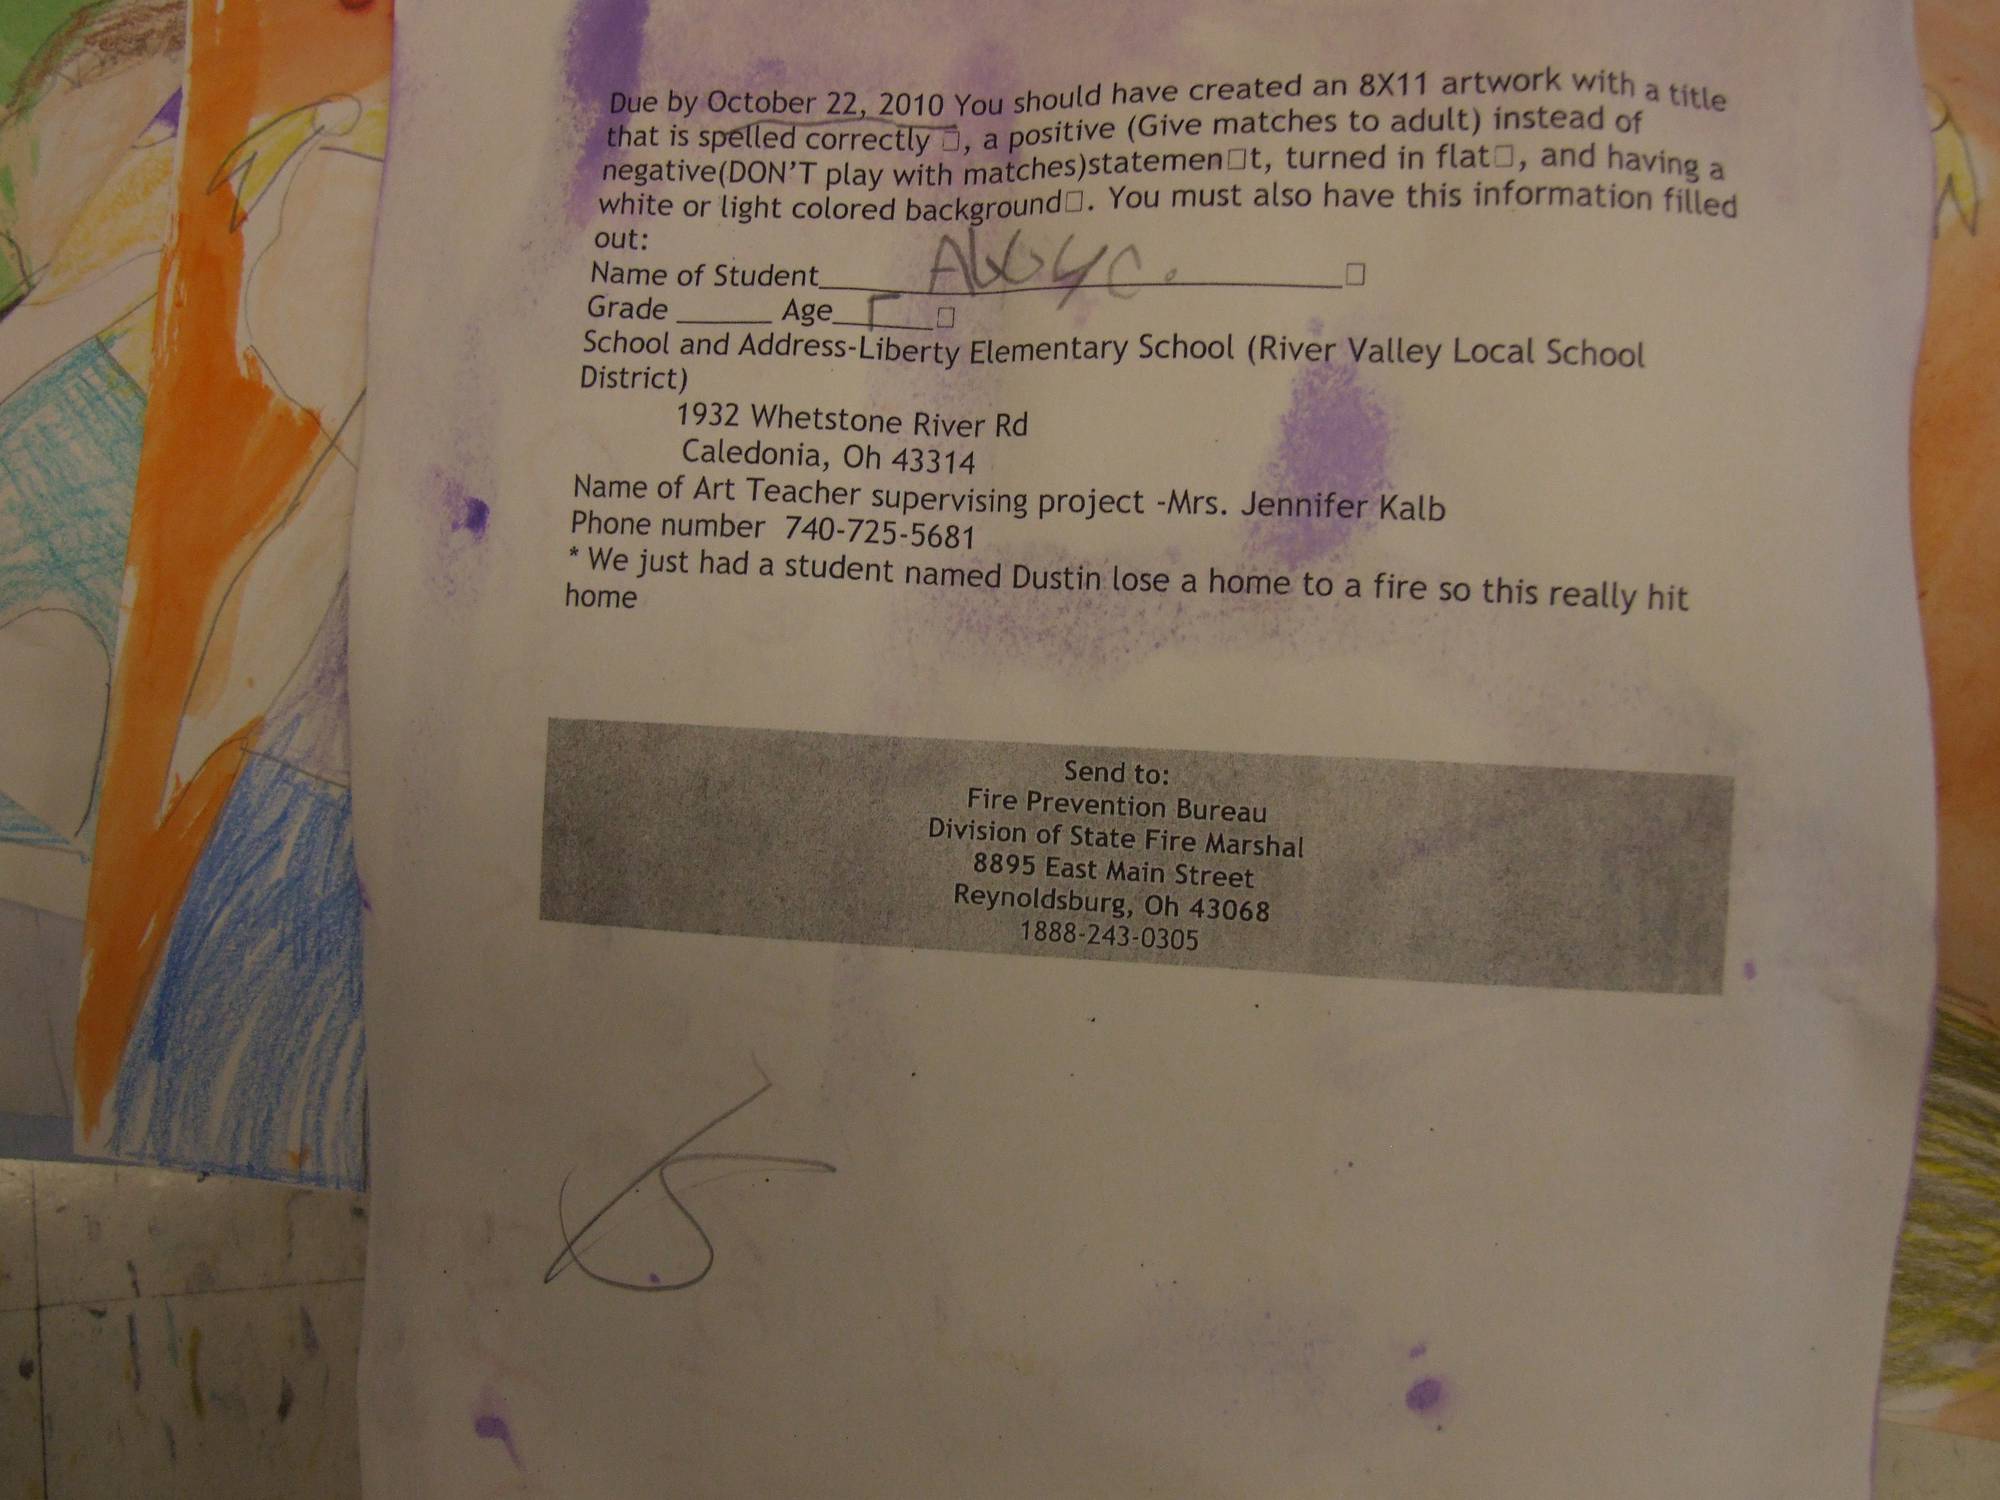 Due by October 22, 2010 You should have created an 8X11 artwork with a title
that is spelled correctly □, a positive (Give matches to adult) instead of
negative(DON'T play with matches)statemen□t, turned in flat□, and having a
white or light colored background□. You must also have this information filled
out:
Name of Student Abby C. □
Grade ______ Age □
School and Address-Liberty Elementary School (River Valley Local School
District)
1932 Whetstone River Rd
Caledonia, Oh 43314
Name of Art Teacher supervising project -Mrs. Jennifer Kalb
Phone number 740-725-5681
* We just had a student named Dustin lose a home to a fire so this really hit
home
Send to:
Fire Prevention Bureau
Division of State Fire Marshal
8895 East Main Street
Reynoldsburg, Oh 43068
1888-243-0305